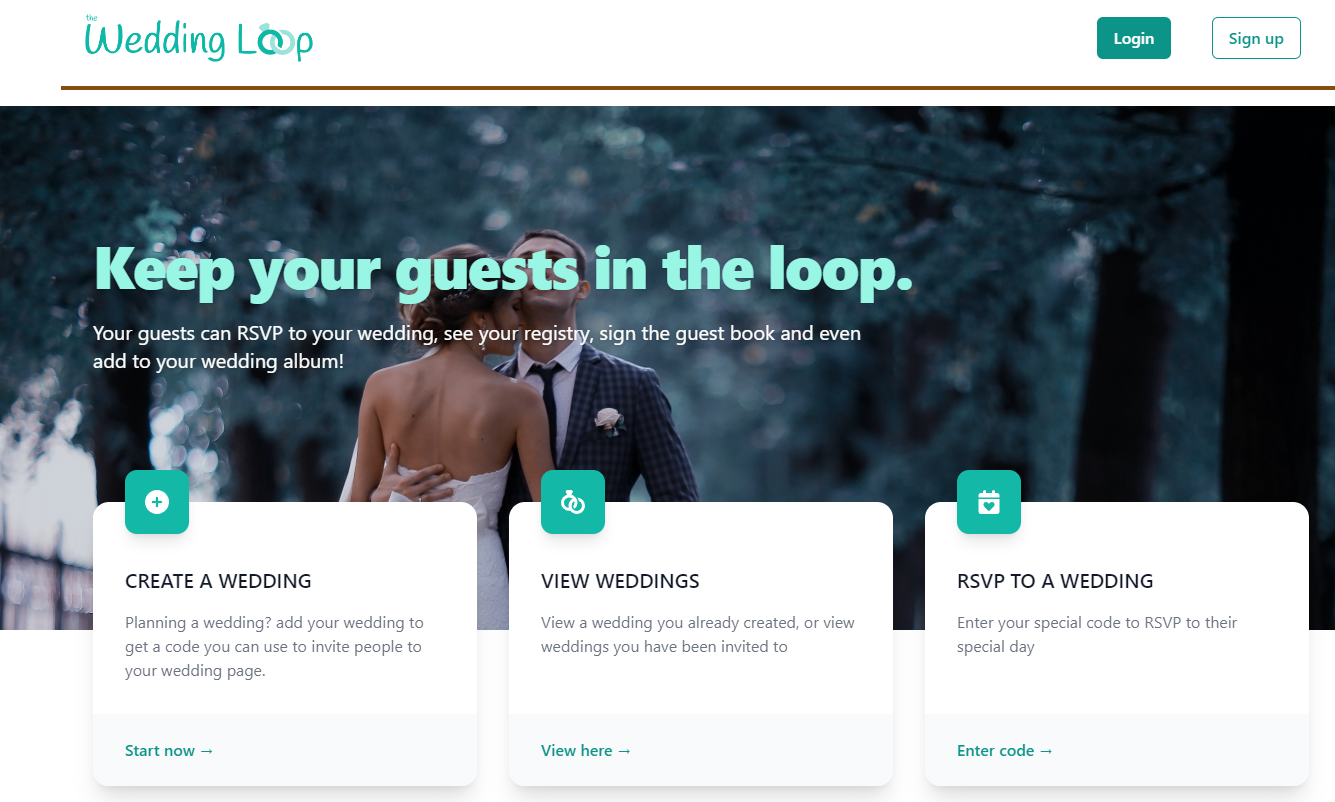 the
Wedding Loop
Login
Sign up
Keep your guests in the loop.
Your guests can RSVP to your wedding, see your registry, sign the guest book and even
add to your wedding album!
CREATE A WEDDING
Planning a wedding? add your wedding to
get a code you can use to invite people to
your wedding page.
Start now →
VIEW WEDDINGS
View a wedding you already created, or view
weddings you have been invited to
View here →
RSVP TO A WEDDING
Enter your special code to RSVP to their
special day
Enter code →